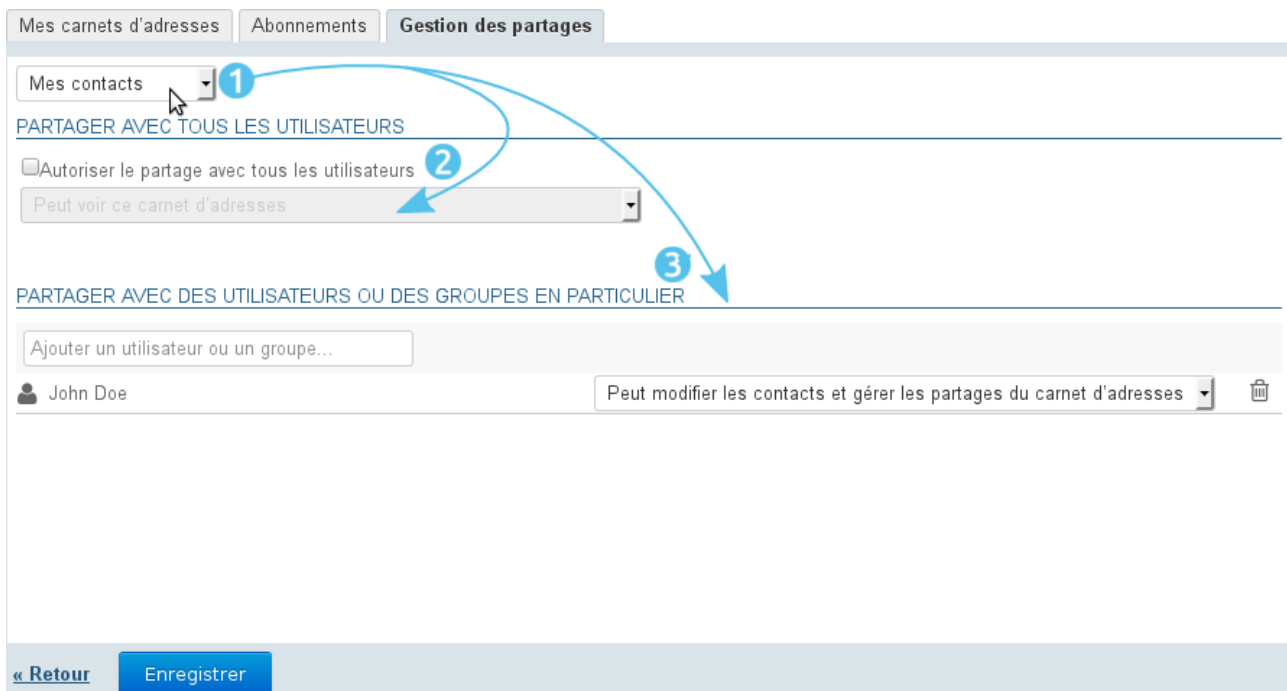 Mes carnets d'adresses Abonnements Gestion des partages
Mes contacts 1
PARTAGER AVEC TOUS LES UTILISATEURS
2
Autoriser le partage avec tous les utilisateurs
Peut voir ce carnet d'adresses
3
PARTAGER AVEC DES UTILISATEURS OU DES GROUPES EN PARTICULIER
Ajouter un utilisateur ou un groupe...
John Doe Peut modifier les contacts et gérer les partages du carnet d'adresses
« Retour Enregistrer